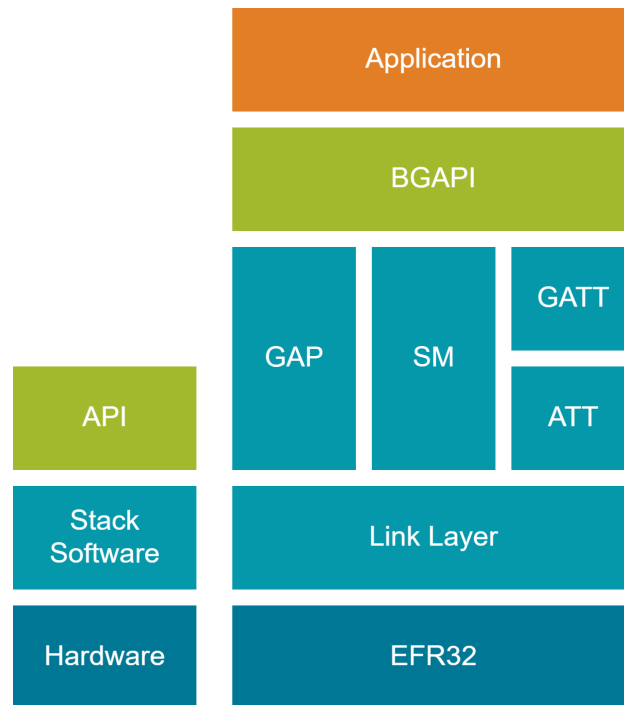 Application
BGAPI
GAP
SM
GATT
ATT
API
Stack
Software
Link Layer
Hardware
EFR32